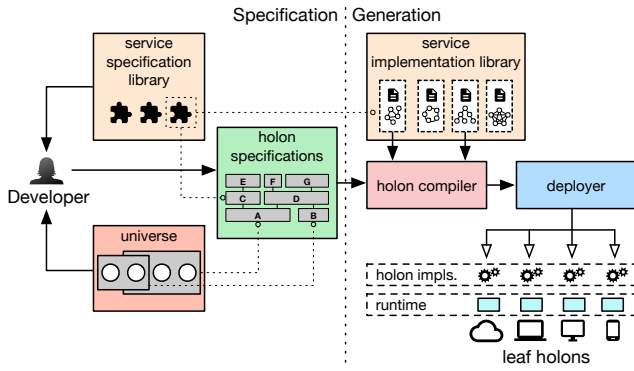 Specification
Generation
service
specification
library
service
implementation library
holon
specifications
E F G
C D
A B
Developer
holon compiler
deployer
universe
holon impls.
runtime
leaf holons